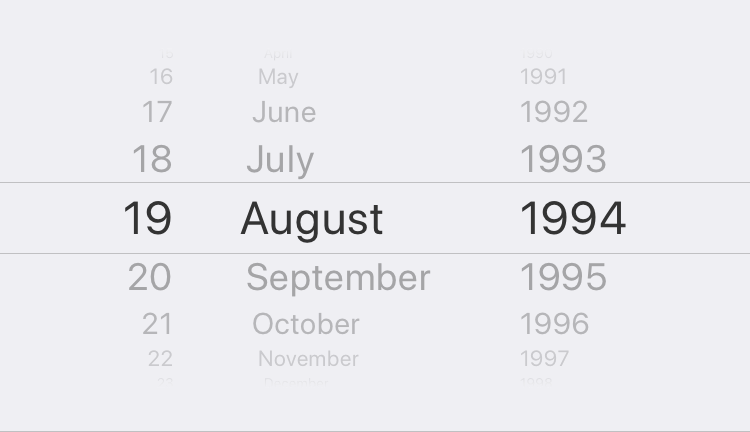 16 May 1991
17 June 1992
18 July 1993
19 August 1994
20 September 1995
21 October 1996
22 November 1997